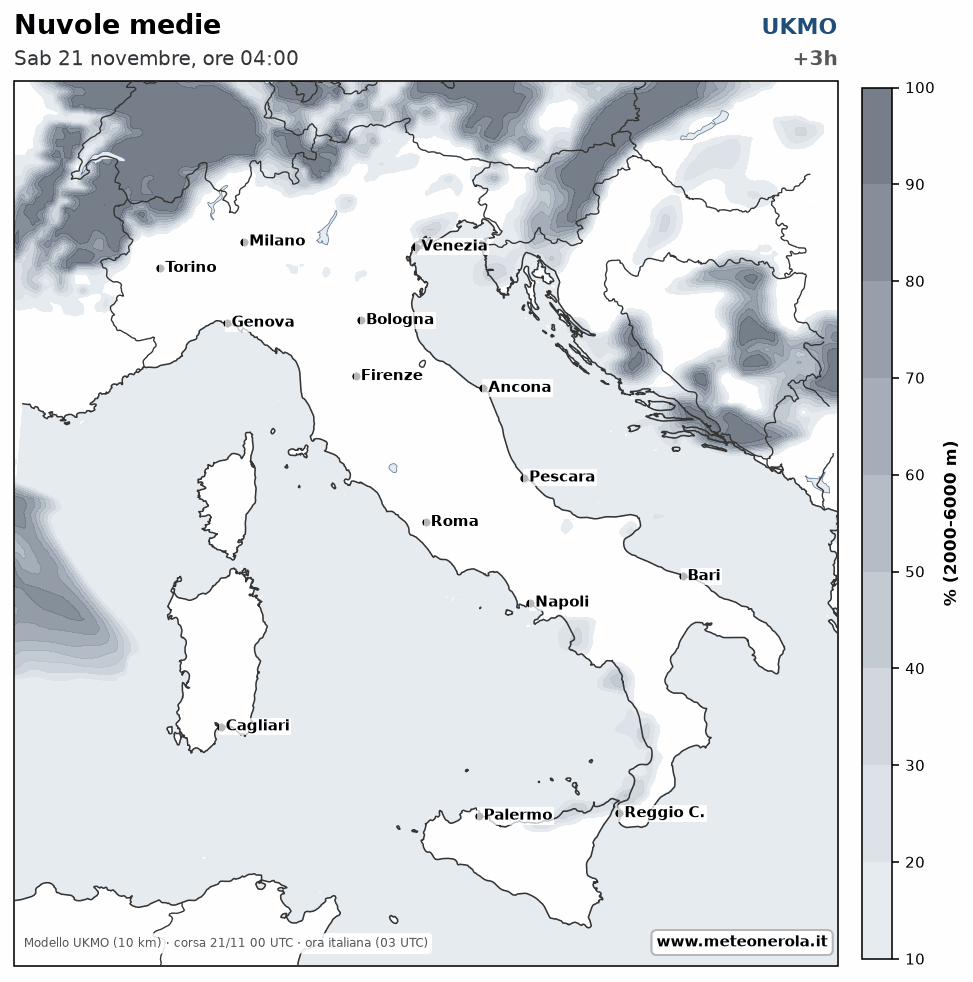 Nuvole medie
UKMO
Sab 21 novembre, ore 04:00
+3h
100
90
80
70
60
50
40
30
20
10
% (2000-6000 m)
Milano
Venezia
Torino
Genova
Bologna
Firenze
Ancona
Pescara
Roma
Bari
Napoli
Cagliari
Palermo
Reggio C.
Modello UKMO (10 km) · corsa 21/11 00 UTC · ora italiana (03 UTC)
www.meteonerola.it